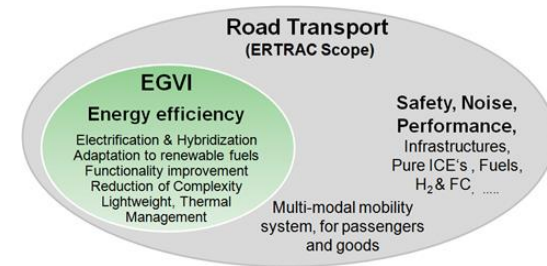 Road Transport
(ERTRAC Scope)
EGVI
Energy efficiency
Electrification & Hybridization
Adaptation to renewable fuels
Functionality improvement
Reduction of Complexity
Lightweight, Thermal
Management
Safety, Noise,
Performance,
Infrastructures,
Pure ICE‘s , Fuels,
H₂ & FC, .....
Multi-modal mobility
system, for passengers
and goods